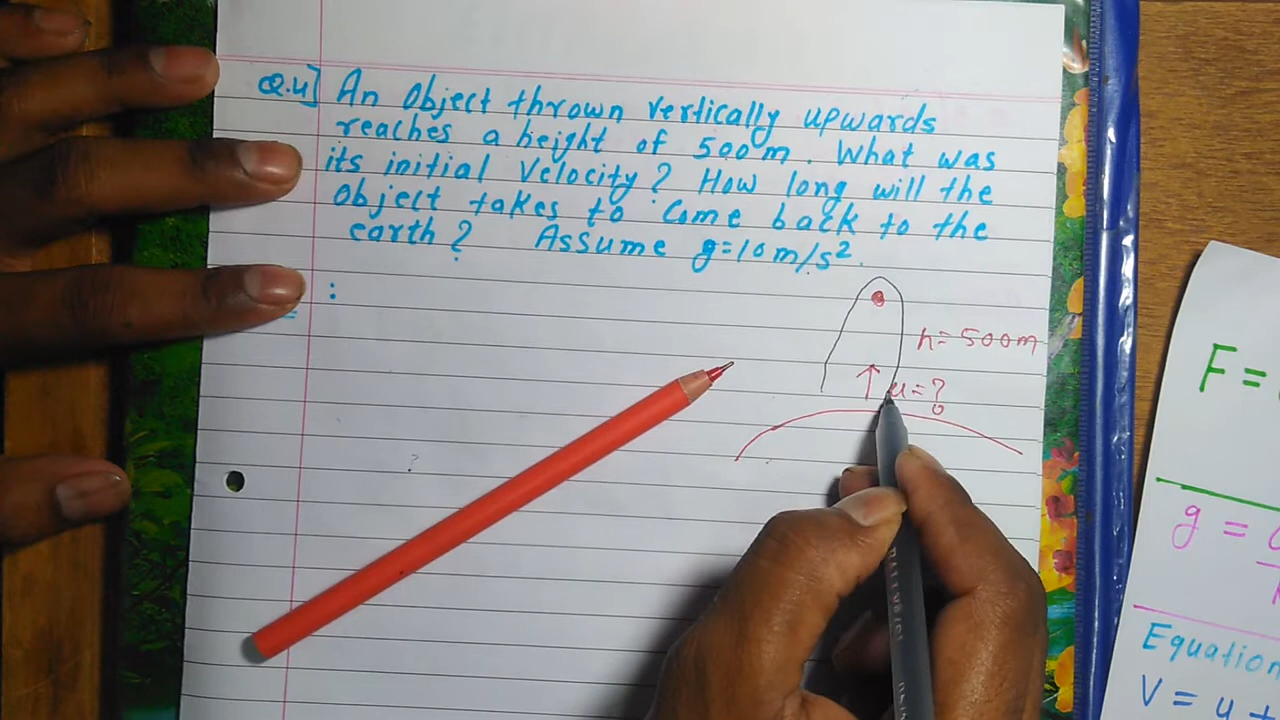 Q.4] An Object thrown vertically upwards
reaches a height of 500m. What was
its initial Velocity? How long will the
Object takes to Come back to the
earth? Assume g=10m/s².
:
h=500m
u=?
?
F=
g =
Equation
V = u +